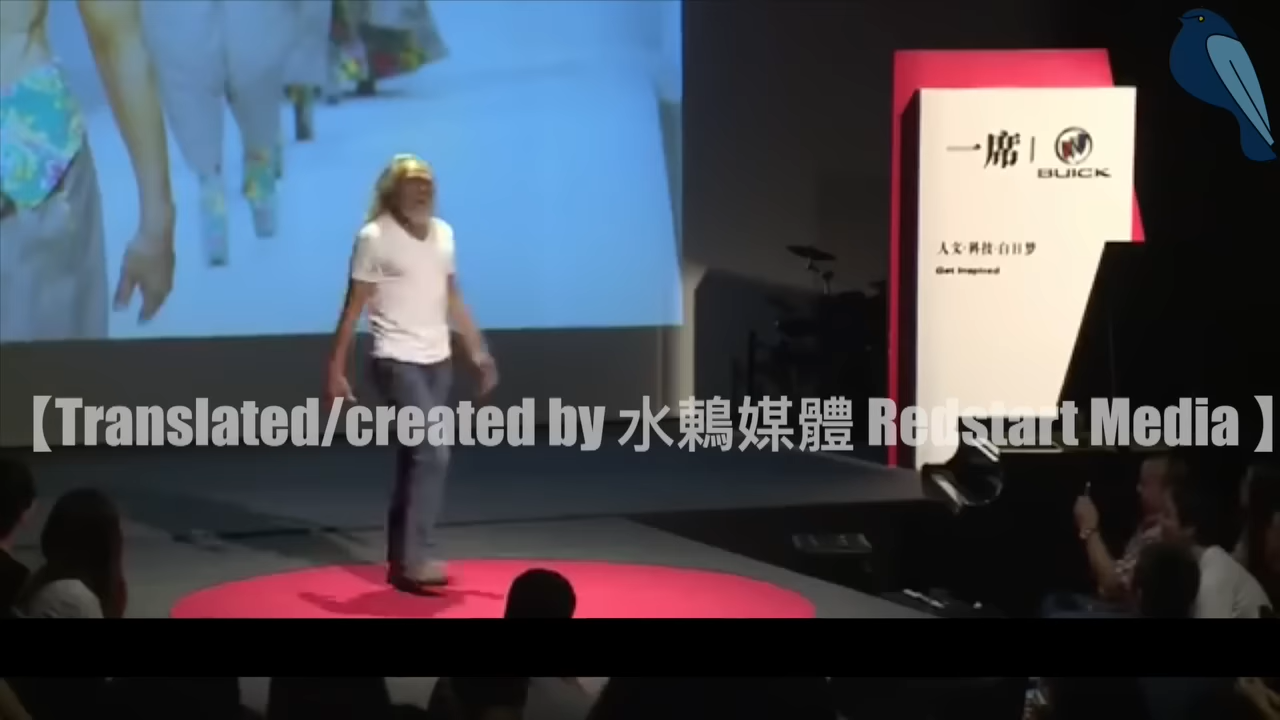 一席 | BUICK
人文·科技·白日梦
Get Inspired
【Translated/created by 水鶇媒體 Redstart Media】